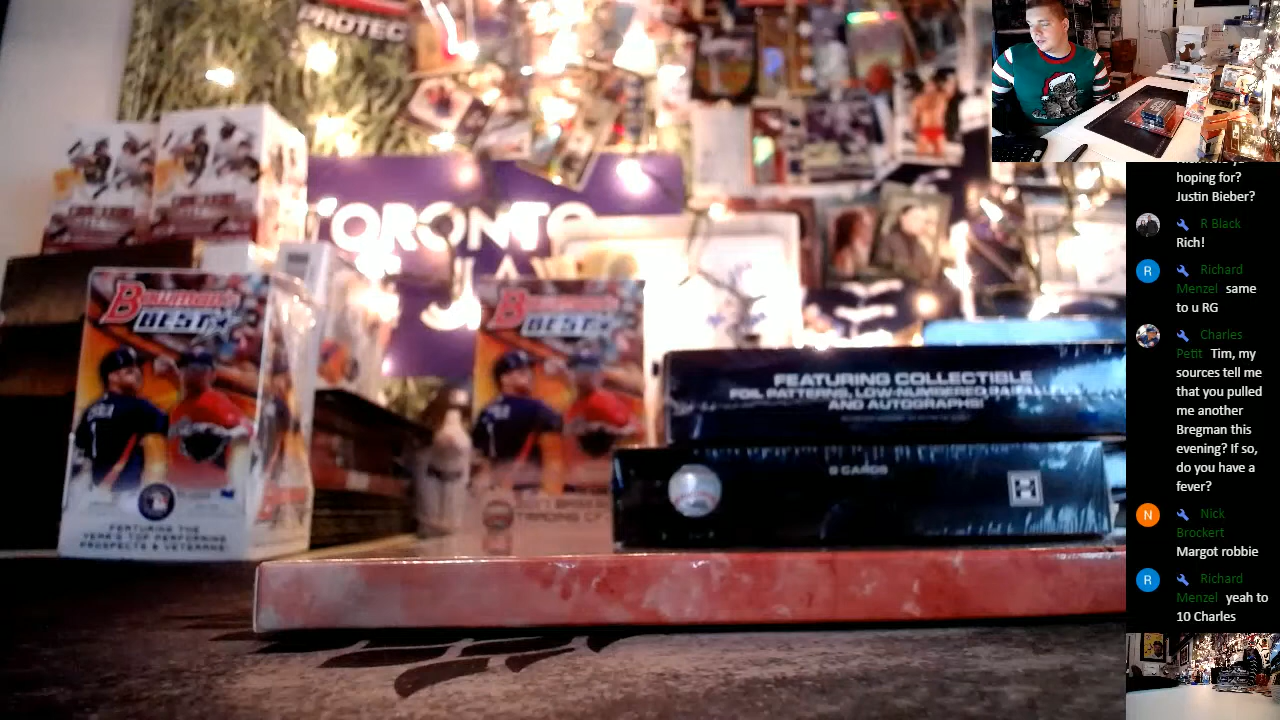 PROTEC
TORONTO
BOWMAN'S
BEST
FEATURING THE
YEAR'S TOP PERFORMING
PROSPECTS & VETERANS
BOWMAN'S
BEST
FEATURING COLLECTIBLE
FOIL PATTERNS, LOW-NUMBERED PARALLELS
AND AUTOGRAPHS!
8 CARDS
H
hoping for?
Justin Bieber?
R Black
Rich!
Richard
Menzel same
to u RG
Charles
Petit Tim, my
sources tell me
that you pulled
me another
Bregman this
evening? If so,
do you have a
fever?
N Nick
Brockert
Margot robbie
R Richard
Menzel yeah to
10 Charles